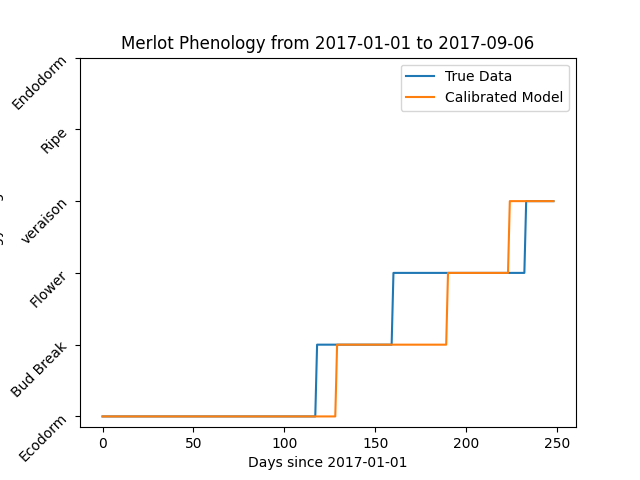 Merlot Phenology from 2017-01-01 to 2017-09-06
True Data
Calibrated Model
Endodorm
Ripe
veraison
Flower
Bud Break
Ecodorm
0 50 100 150 200 250
Days since 2017-01-01